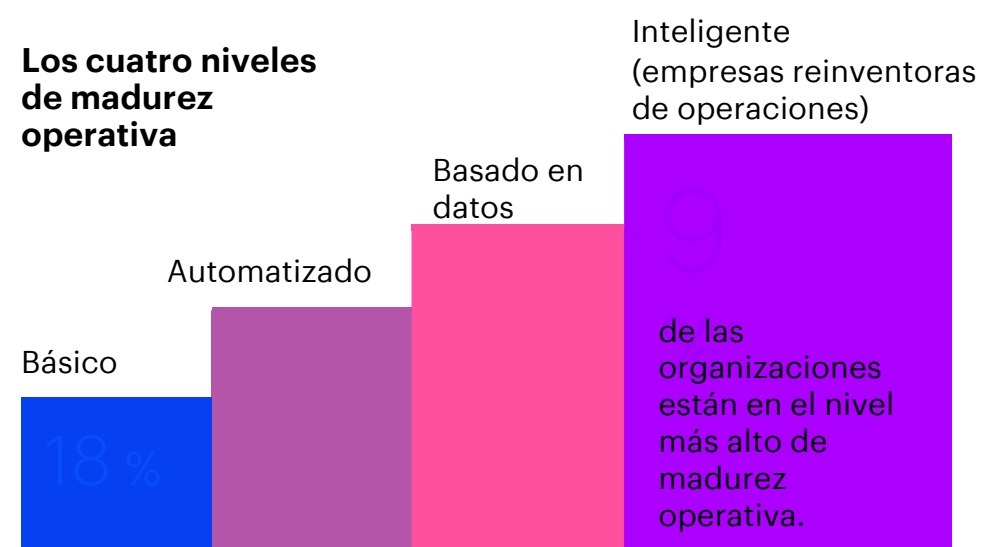 Los cuatro niveles
de madurez
operativa
Inteligente
(empresas reinventoras
de operaciones)
Basado en
datos
Automatizado
Básico
18 %
9
de las
organizaciones
están en el nivel
más alto de
madurez
operativa.